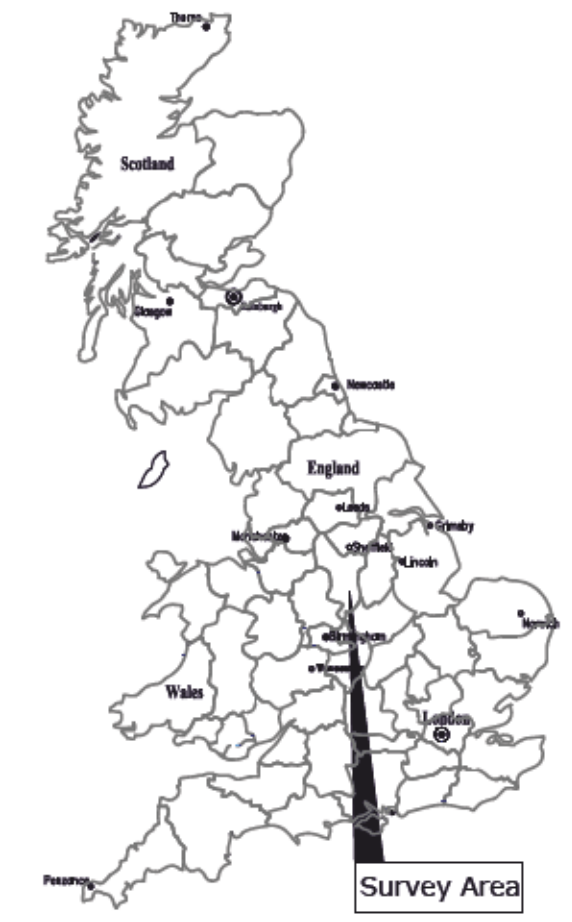 Thurso
Scotland
Glasgow
Edinburgh
Newcastle
England
Leeds
Grimsby
Manchester
Sheffield
Lincoln
Norwich
Birmingham
Wales
London
Penzance
Survey Area